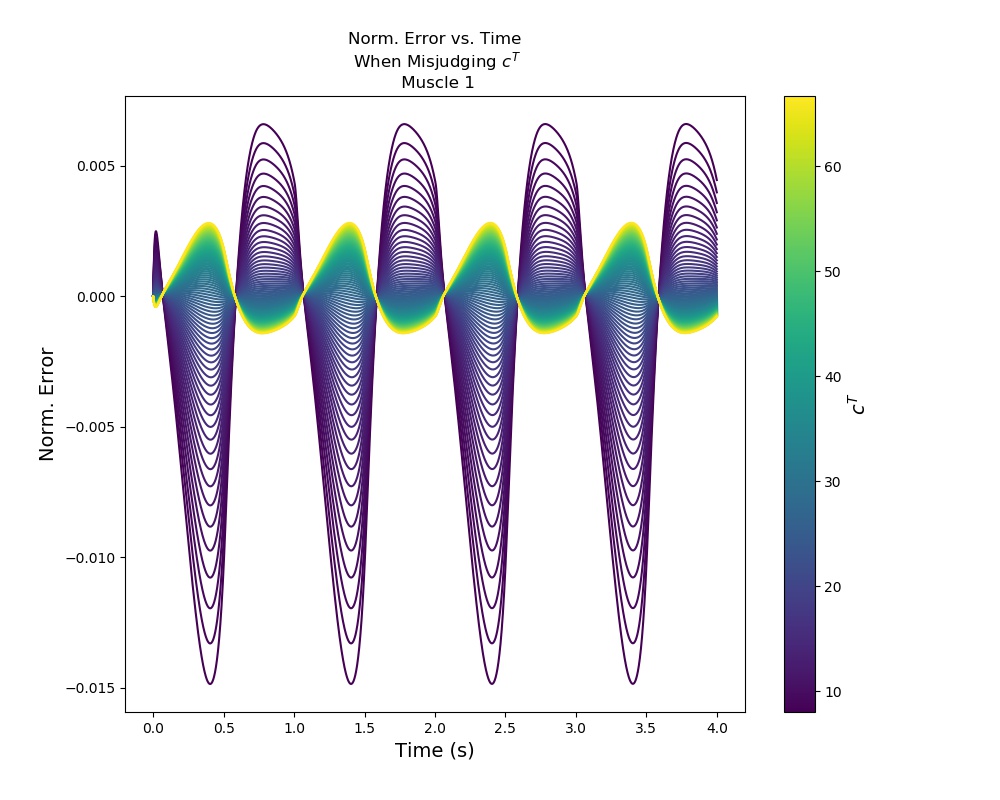 Norm. Error vs. Time
When Misjudging c^T
Muscle 1
Norm. Error
0.005
0.000
−0.005
−0.010
−0.015
0.0 0.5 1.0 1.5 2.0 2.5 3.0 3.5 4.0
Time (s)
60
50
40
30
20
10
c^T